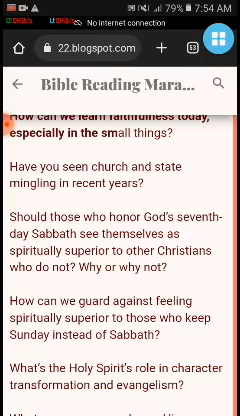 79% 7:54 AM
0:0KB/s U:0KB/s No internet connection
22.blogspot.com 53
Bible Reading Mara...
How can we learn faithfulness today,
especially in the small things?
Have you seen church and state
mingling in recent years?
Should those who honor God's seventh-
day Sabbath see themselves as
spiritually superior to other Christians
who do not? Why or why not?
How can we guard against feeling
spiritually superior to those who keep
Sunday instead of Sabbath?
What's the Holy Spirit's role in character
transformation and evangelism?